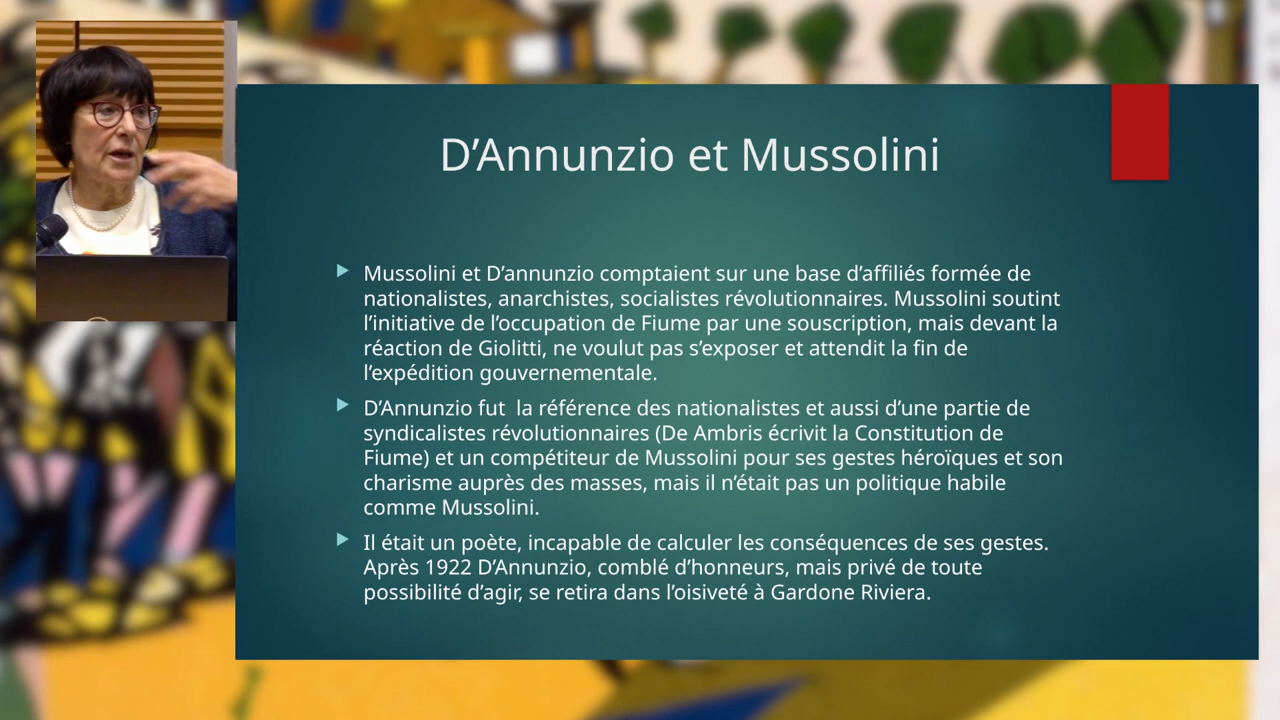 D’Annunzio et Mussolini
Mussolini et D’annunzio comptaient sur une base d’affiliés formée de
nationalistes, anarchistes, socialistes révolutionnaires. Mussolini soutint
l’initiative de l’occupation de Fiume par une souscription, mais devant la
réaction de Giolitti, ne voulut pas s’exposer et attendit la fin de
l’expédition gouvernementale.
D’Annunzio fut  la référence des nationalistes et aussi d’une partie de
syndicalistes révolutionnaires (De Ambris écrivit la Constitution de
Fiume) et un compétiteur de Mussolini pour ses gestes héroïques et son
charisme auprès des masses, mais il n’était pas un politique habile
comme Mussolini.
Il était un poète, incapable de calculer les conséquences de ses gestes.
Après 1922 D’Annunzio, comblé d’honneurs, mais privé de toute
possibilité d’agir, se retira dans l’oisiveté à Gardone Riviera.